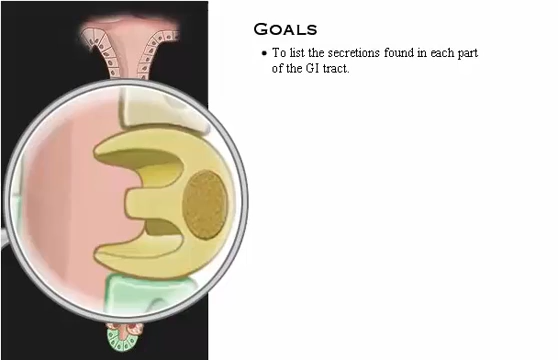 GOALS
• To list the secretions found in each part
of the GI tract.